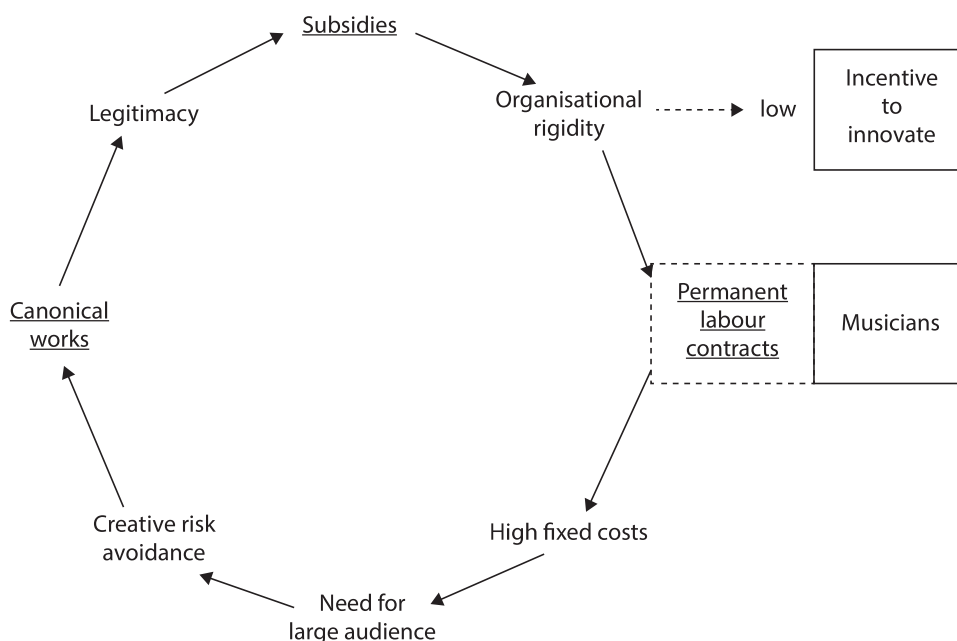 Subsidies
Organisational
rigidity
low
Incentive
to
innovate
Legitimacy
Permanent
labour
contracts
Musicians
Canonical
works
High fixed costs
Creative risk
avoidance
Need for
large audience